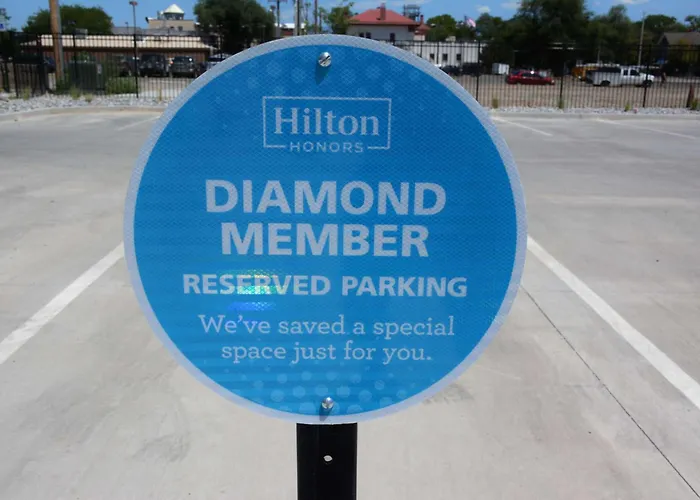 Hilton
HONORS
DIAMOND
MEMBER
RESERVED PARKING
We've saved a special
space just for you.